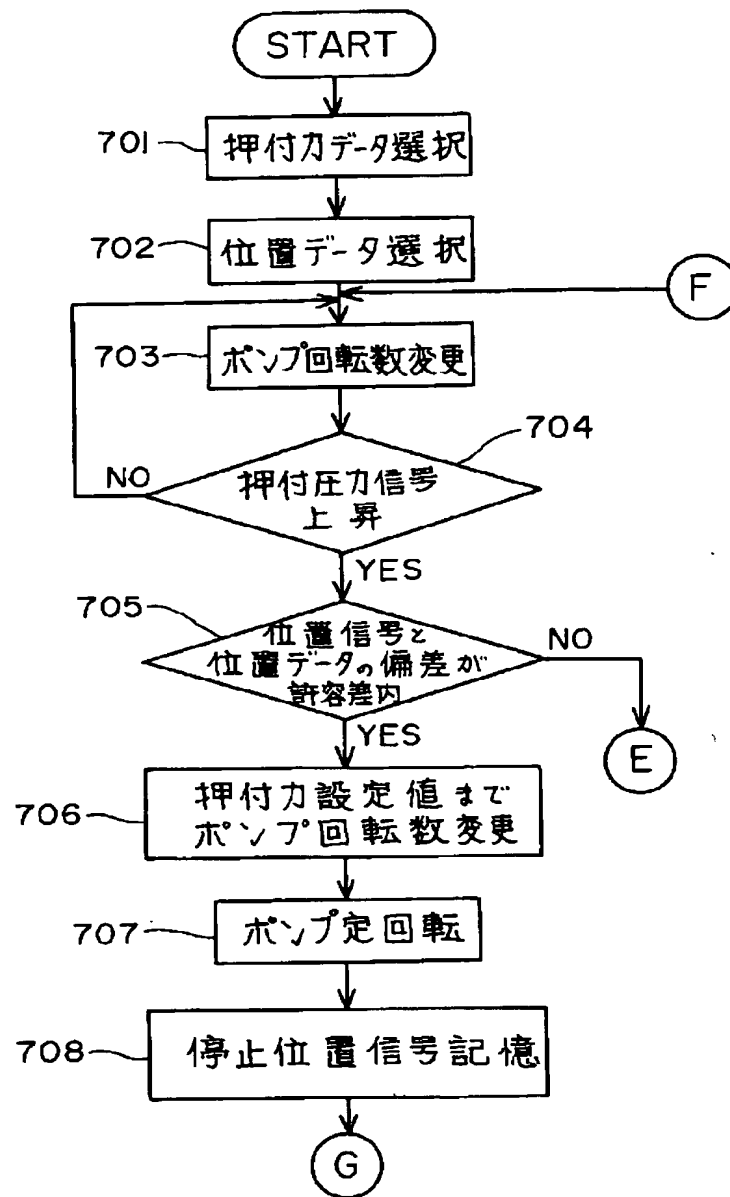 START
701
押付力データ選択
702
位置データ選択
F
703
ポンプ回転数変更
704
押付圧力信号
上昇
NO
YES
705
位置信号と
位置データの偏差が
許容差内
NO
YES
E
706
押付力設定値まで
ポンプ回転数変更
707
ポンプ定回転
708
停止位置信号記憶
G